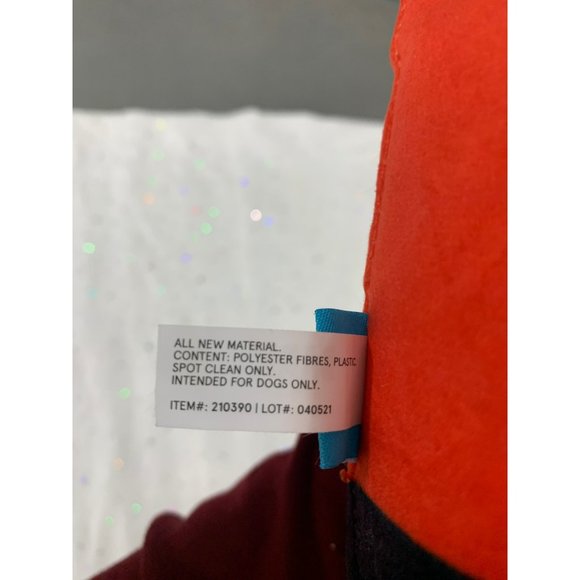 ALL NEW MATERIAL.
CONTENT: POLYESTER FIBRES, PLASTIC.
SPOT CLEAN ONLY.
INTENDED FOR DOGS ONLY.
ITEM#: 210390 | LOT#: 040521